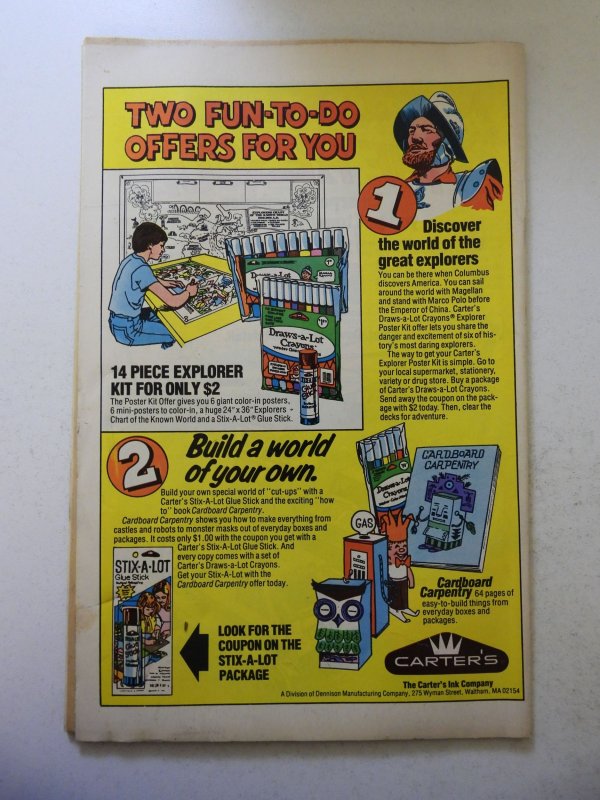 TWO FUN-TO-DO
OFFERS FOR YOU
1
Discover
the world of the
great explorers
You can be there when Columbus
discovers America. You can sail
around the world with Magellan
and stand with Marco Polo before
the Emperor of China. Carter's
Draws-a-Lot Crayons® Explorer
Poster Kit offer lets you share the
danger and excitement of six of his-
tory's most daring explorers.
The way to get your Carter's
Explorer Poster Kit is simple. Go to
your local supermarket, stationery,
variety or drug store. Buy a package
of Carter's Draws-a-Lot Crayons.
Send away the coupon on the pack-
age with $2 today. Then, clear the
decks for adventure.
Draws-a-Lot
Draws-a-Lot
Crayons
14 PIECE EXPLORER
KIT FOR ONLY $2
The Poster Kit Offer gives you 6 giant color-in posters,
6 mini-posters to color-in, a huge 24" x 36" Explorers
Chart of the Known World and a Stix-A-Lot® Glue Stick.
2
Build a world
of your own.
Build your own special world of "cut-ups" with a
Carter's Stix-A-Lot Glue Stick and the exciting "how
to" book Cardboard Carpentry.
Cardboard Carpentry shows you how to make everything from
castles and robots to monster masks out of everyday boxes and
packages. It costs only $1.00 with the coupon you get with a
Carter's Stix-A-Lot Glue Stick. And
every copy comes with a set of
Carter's Draws-a-Lot Crayons.
Get your Stix-A-Lot with the
Cardboard Carpentry offer today.
STIX-A-LOT
Glue Stick
LOOK FOR THE
COUPON ON THE
STIX-A-LOT
PACKAGE
Draws-a-Lot
Crayons
GAS
CARDBOARD
CARPENTRY
Cardboard
Carpentry 64 pages of
easy-to-build things from
everyday boxes and
packages.
CARTER'S
The Carter's Ink Company
A Division of Dennison Manufacturing Company, 275 Wyman Street, Waltham, MA 02154